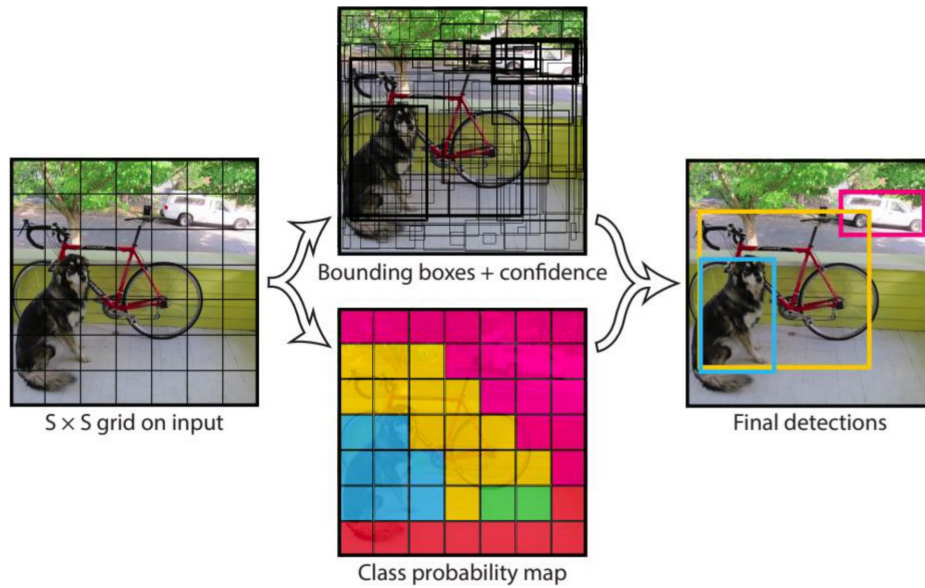 Bounding boxes + confidence
S × S grid on input
Final detections
Class probability map